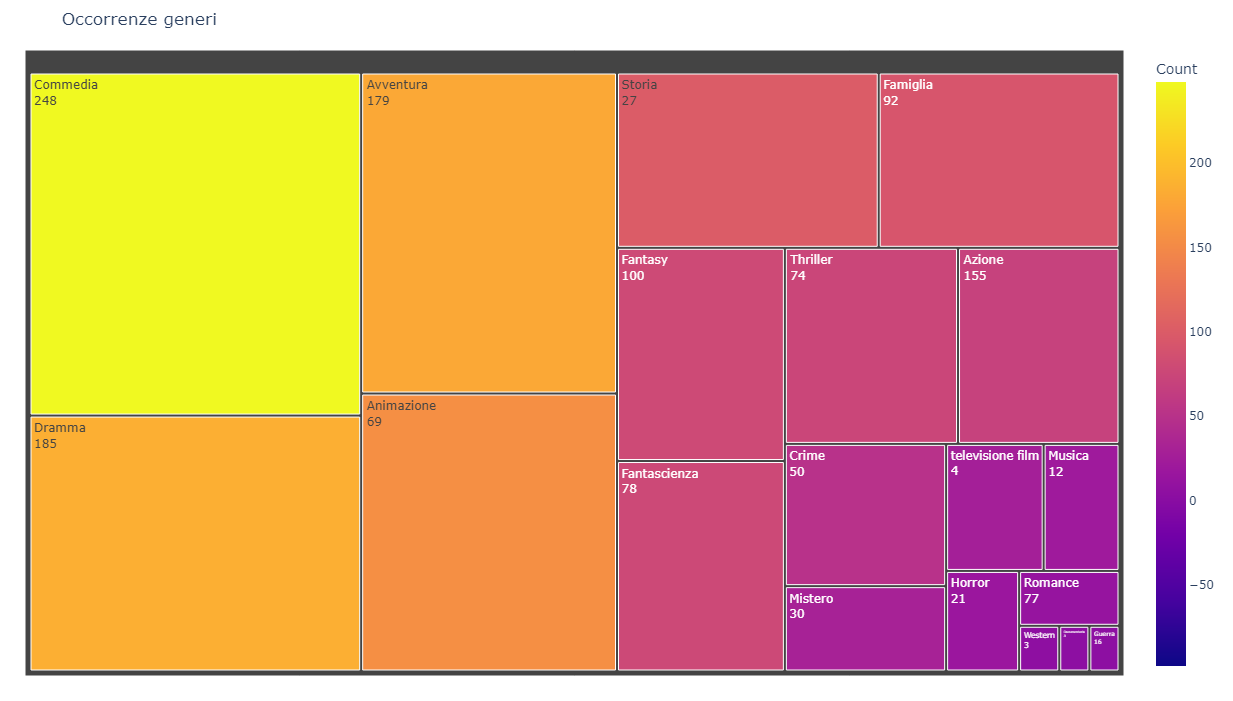 Occorrenze generi
Commedia
248
Avventura
179
Storia
27
Famiglia
92
Fantasy
100
Thriller
74
Azione
155
Dramma
185
Animazione
69
Fantascienza
78
Crime
50
televisione film
4
Musica
12
Mistero
30
Horror
21
Romance
77
Western
3
Guerra
16
Count
200
150
100
50
0
−50